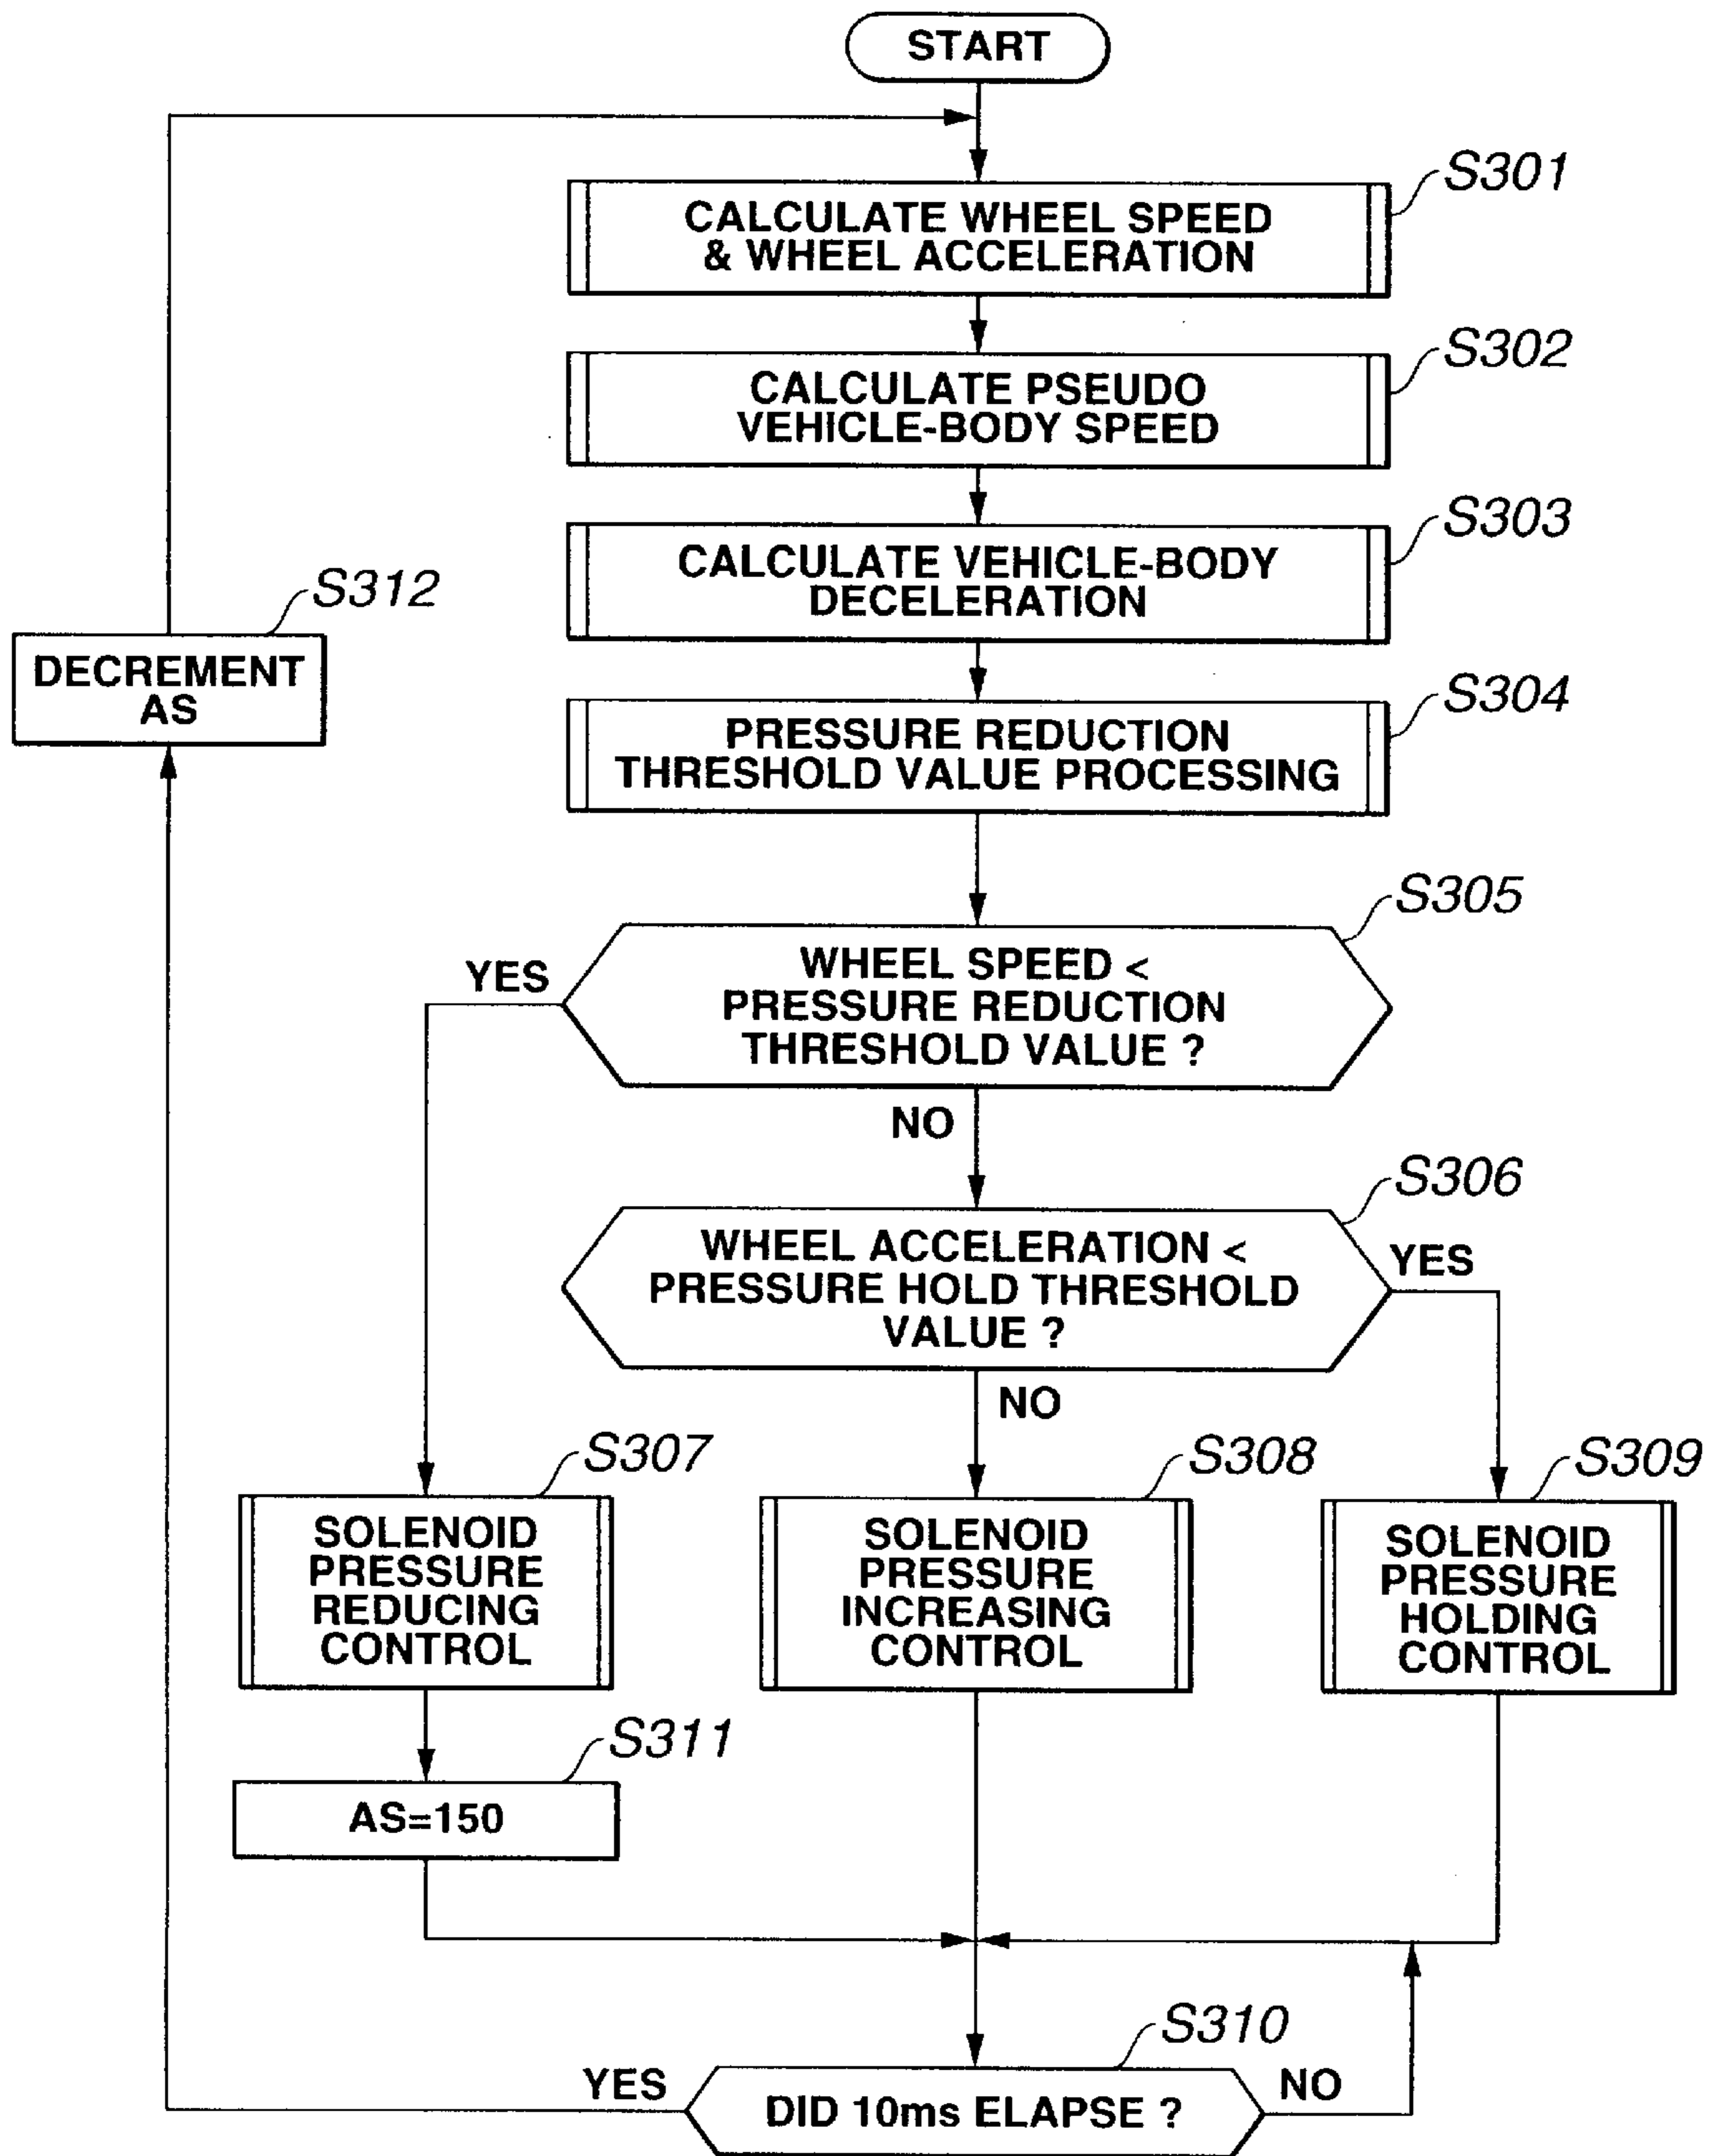 START
S301
CALCULATE WHEEL SPEED
& WHEEL ACCELERATION
S302
CALCULATE PSEUDO
VEHICLE-BODY SPEED
S303
CALCULATE VEHICLE-BODY
DECELERATION
S312
DECREMENT
AS
S304
PRESSURE REDUCTION
THRESHOLD VALUE PROCESSING
S305
YES
WHEEL SPEED <
PRESSURE REDUCTION
THRESHOLD VALUE ?
NO
S306
WHEEL ACCELERATION <
PRESSURE HOLD THRESHOLD
VALUE ?
YES
NO
S307
SOLENOID
PRESSURE
REDUCING
CONTROL
S308
SOLENOID
PRESSURE
INCREASING
CONTROL
S309
SOLENOID
PRESSURE
HOLDING
CONTROL
S311
AS=150
S310
YES
DID 10ms ELAPSE ?
NO